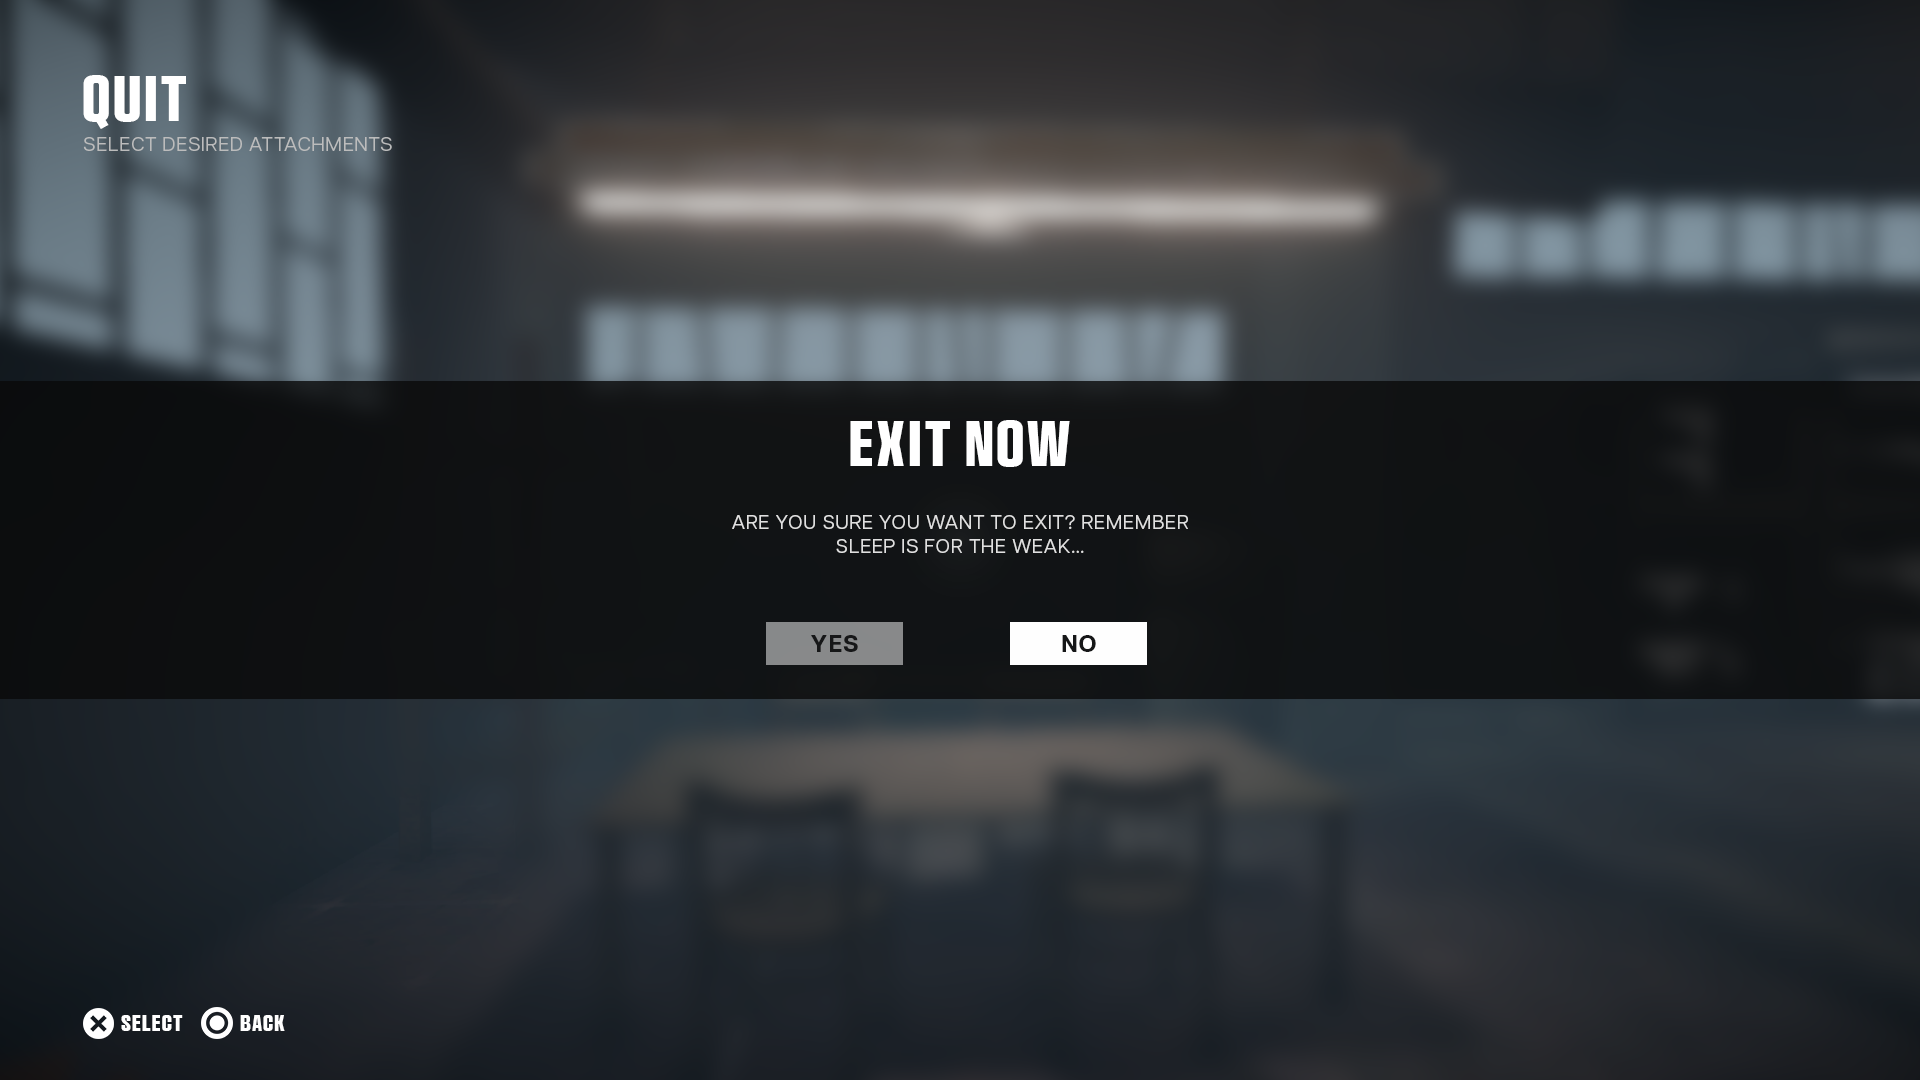 QUIT
SELECT DESIRED ATTACHMENTS
EXIT NOW
ARE YOU SURE YOU WANT TO EXIT? REMEMBER
SLEEP IS FOR THE WEAK...
YES
NO
SELECT
BACK